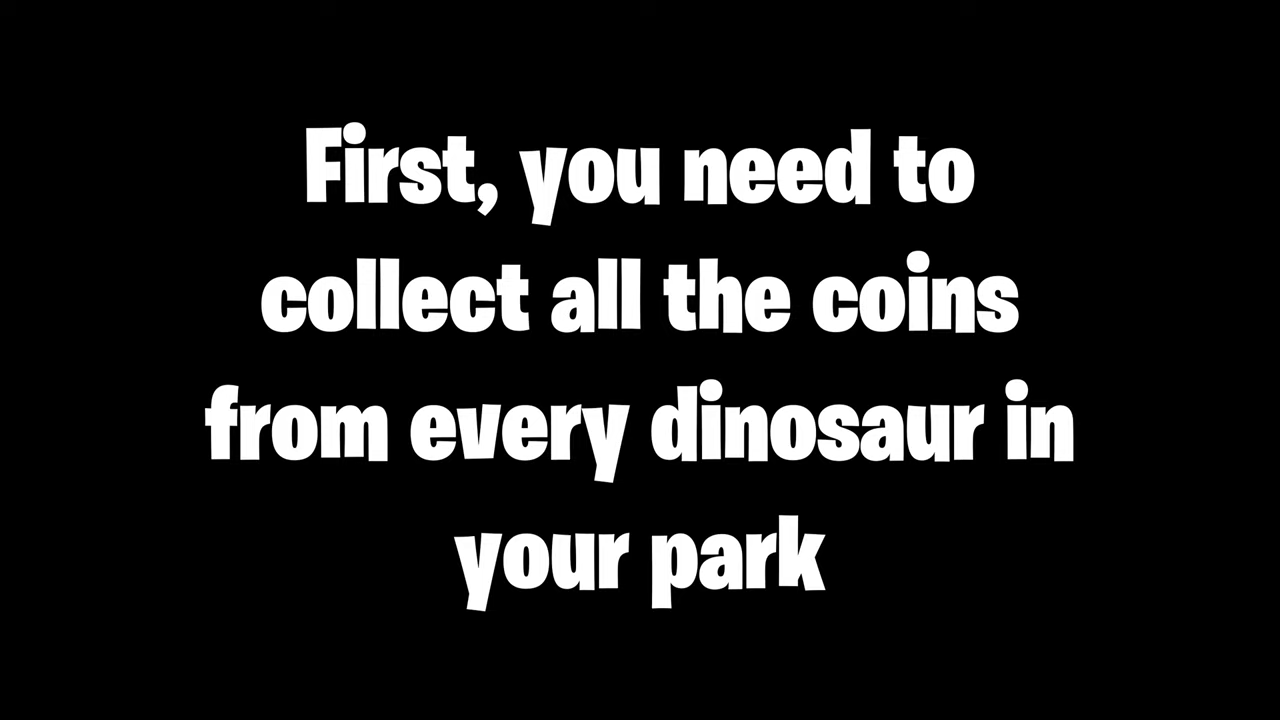 First, you need to
collect all the coins
from every dinosaur in
your park